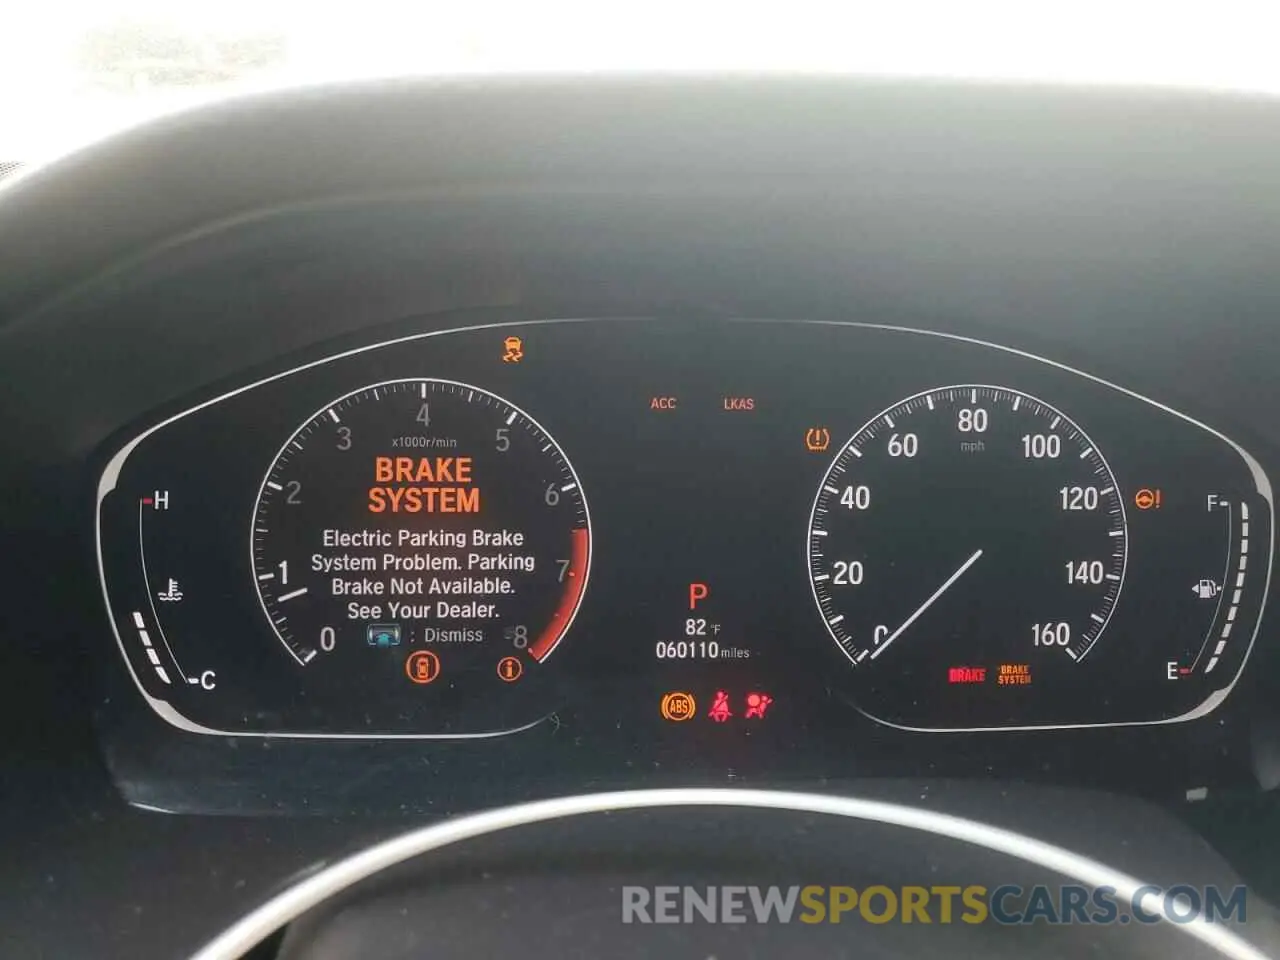 ACC LKAS
H
C
0 1 2 3 4 5 6 7 8
x1000r/min
BRAKE
SYSTEM
Electric Parking Brake
System Problem. Parking
Brake Not Available.
See Your Dealer.
: Dismiss
P
82 °F
060110 miles
ABS
0 20 40 60 80 100 120 140 160
mph
BRAKE
BRAKE
SYSTEM
F
E
RENEWSPORTSCARS.COM